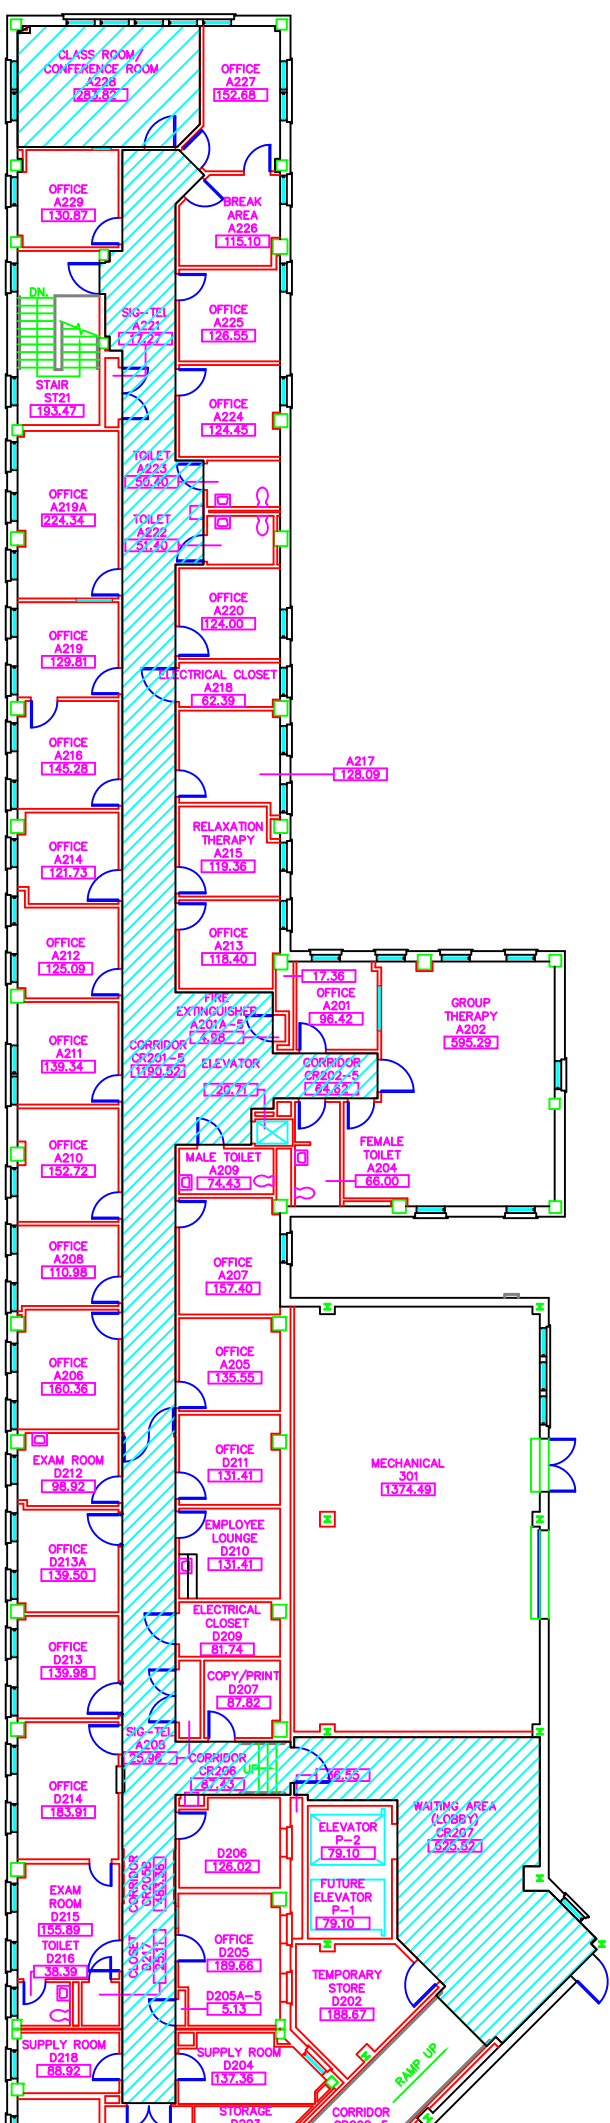 CLASS ROOM/
CONFERENCE ROOM
A228
283.82
OFFICE
A227
152.68
OFFICE
A229
130.87
BREAK
AREA
A226
115.10
DN.
SIG-TEL
A221
17.27
OFFICE
A225
126.55
STAIR
ST21
193.47
OFFICE
A224
124.45
TOILET
A223
50.40
OFFICE
A219A
224.34
TOILET
A222
51.40
OFFICE
A220
124.00
OFFICE
A219
129.81
ELECTRICAL CLOSET
A218
62.39
OFFICE
A216
145.28
A217
128.09
OFFICE
A214
121.73
RELAXATION
THERAPY
A215
119.36
OFFICE
A212
125.09
OFFICE
A213
118.40
17.36
OFFICE
A201
96.42
GROUP
THERAPY
A202
595.29
FIRE
EXTINGUISHER
A201A-5
4.98
OFFICE
A211
139.34
CORRIDOR
CR201-5
1190.52
ELEVATOR
20.71
CORRIDOR
CR202-5
64.62
OFFICE
A210
152.72
MALE TOILET
A209
74.43
FEMALE
TOILET
A204
66.00
OFFICE
A208
110.98
OFFICE
A207
157.40
OFFICE
A206
160.36
OFFICE
A205
135.55
EXAM ROOM
D212
98.92
OFFICE
D211
131.41
MECHANICAL
301
1374.49
OFFICE
D213A
139.50
EMPLOYEE
LOUNGE
D210
131.41
ELECTRICAL
CLOSET
D209
81.74
OFFICE
D213
139.98
COPY/PRINT
D207
87.82
SIG-TEL
A208
25.96
CORRIDOR
CR206
87.43
UP
36.55
OFFICE
D214
183.91
WAITING AREA
(LOBBY)
CR207
625.52
ELEVATOR
P-2
79.10
D206
126.02
CORRIDOR
CR205B
FUTURE
ELEVATOR
P-1
79.10
EXAM
ROOM
D215
155.89
TOILET
D216
38.39
CLOSET
D217
OFFICE
D205
189.66
D205A-5
5.13
TEMPORARY
STORE
D202
188.67
SUPPLY ROOM
D218
88.92
SUPPLY ROOM
D204
137.36
RAMP UP
STORAGE
CORRIDOR